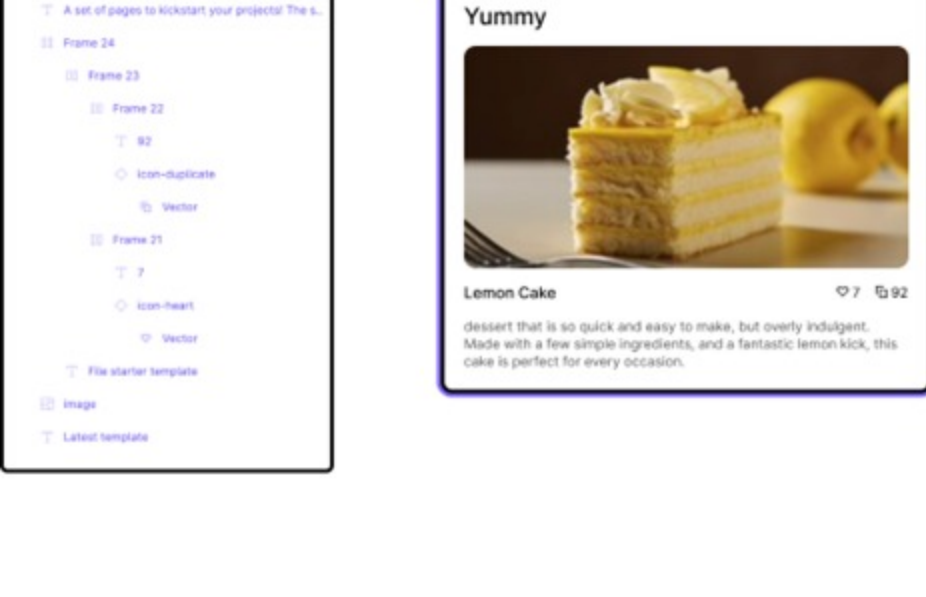 A set of pages to kickstart your projects! The s..
Frame 24
Frame 23
Frame 22
92
icon-duplicate
Vector
Frame 21
7
icon-heart
Vector
File starter template
image
Latest template
Yummy
Lemon Cake
7 92
dessert that is so quick and easy to make, but overly indulgent.
Made with a few simple ingredients, and a fantastic lemon kick, this
cake is perfect for every occasion.